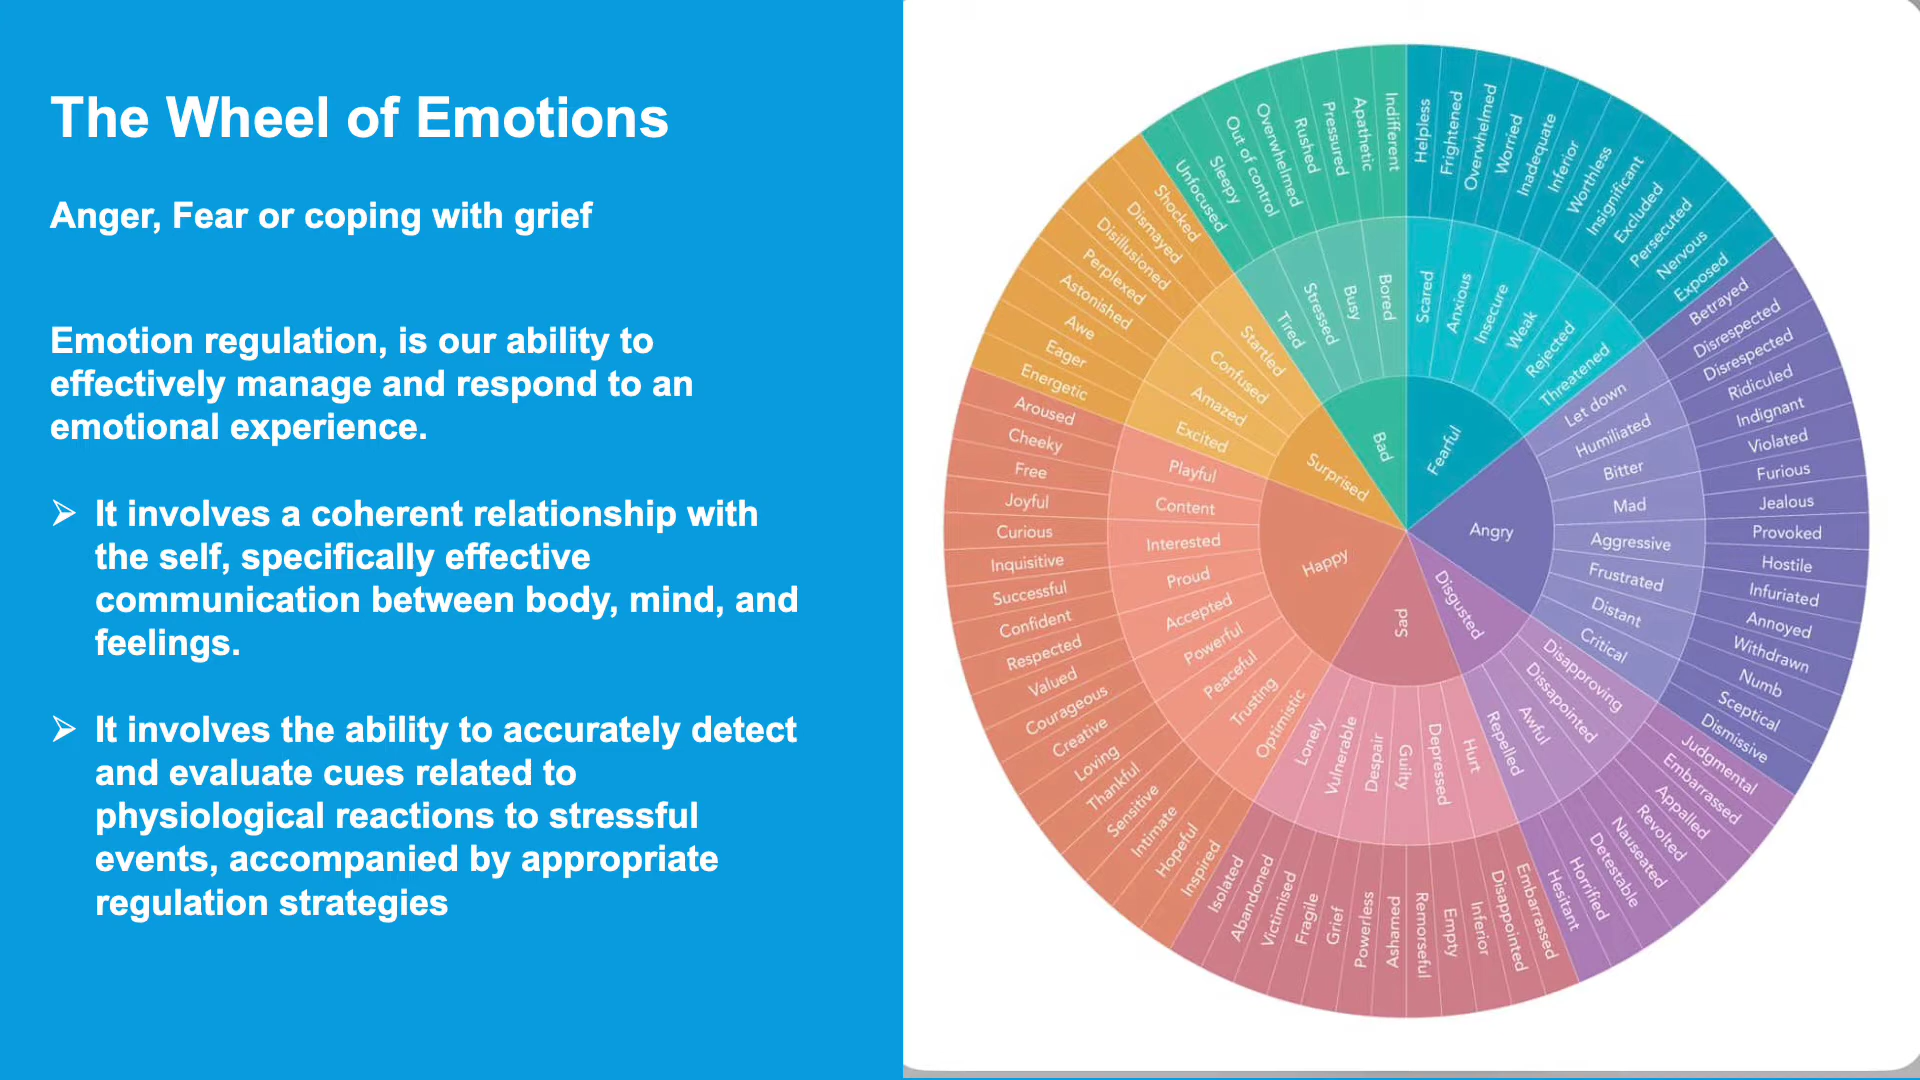 The Wheel of Emotions
Anger, Fear or coping with grief
Emotion regulation, is our ability to
effectively manage and respond to an
emotional experience.
➢ It involves a coherent relationship with
the self, specifically effective
communication between body, mind, and
feelings.
➢ It involves the ability to accurately detect
and evaluate cues related to
physiological reactions to stressful
events, accompanied by appropriate
regulation strategies
Fearful
Angry
Disgusted
Sad
Happy
Surprised
Bad
Scared
Anxious
Insecure
Weak
Rejected
Threatened
Let down
Humiliated
Bitter
Mad
Aggressive
Frustrated
Distant
Critical
Disapproving
Dissapointed
Awful
Repelled
Hurt
Depressed
Guilty
Despair
Vulnerable
Lonely
Optimistic
Trusting
Peaceful
Powerful
Accepted
Proud
Interested
Content
Playful
Excited
Amazed
Confused
Startled
Tired
Stressed
Busy
Bored
Helpless
Frightened
Overwhelmed
Worried
Inadequate
Inferior
Worthless
Insignificant
Excluded
Persecuted
Nervous
Exposed
Betrayed
Disrespected
Disrespected
Ridiculed
Indignant
Violated
Furious
Jealous
Provoked
Hostile
Infuriated
Annoyed
Withdrawn
Numb
Sceptical
Dismissive
Judgmental
Embarrassed
Appalled
Revolted
Nauseated
Detestable
Horrified
Hesitant
Embarrassed
Disappointed
Inferior
Empty
Remorseful
Ashamed
Powerless
Grief
Fragile
Victimised
Abandoned
Isolated
Inspired
Hopeful
Intimate
Sensitive
Thankful
Loving
Creative
Courageous
Valued
Respected
Confident
Successful
Inquisitive
Curious
Joyful
Free
Cheeky
Aroused
Energetic
Eager
Awe
Astonished
Perplexed
Disillusioned
Dismayed
Shocked
Unfocused
Sleepy
Out of control
Overwhelmed
Rushed
Pressured
Apathetic
Indifferent